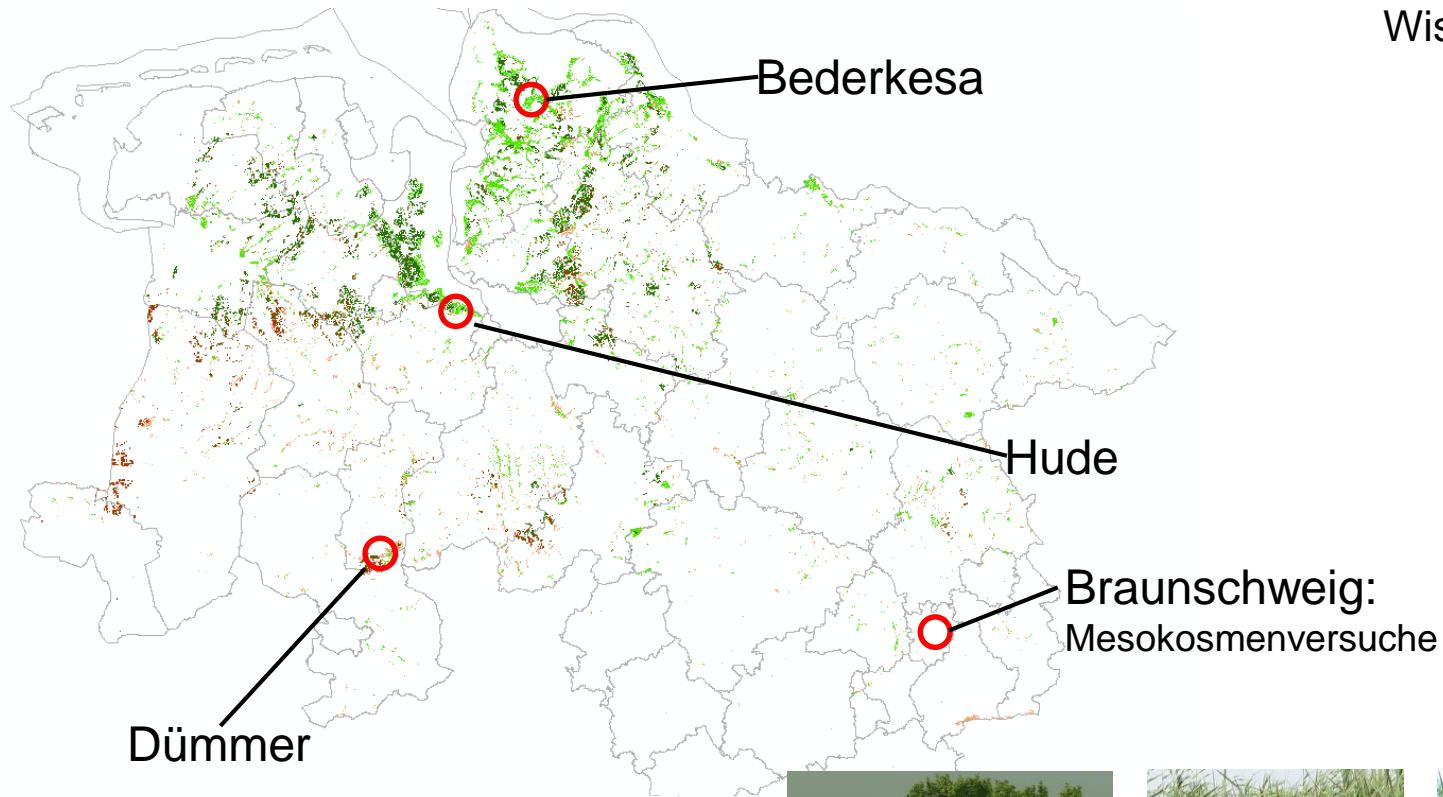 Bederkesa
Hude
Braunschweig:
Mesokosmenversuche
Dümmer